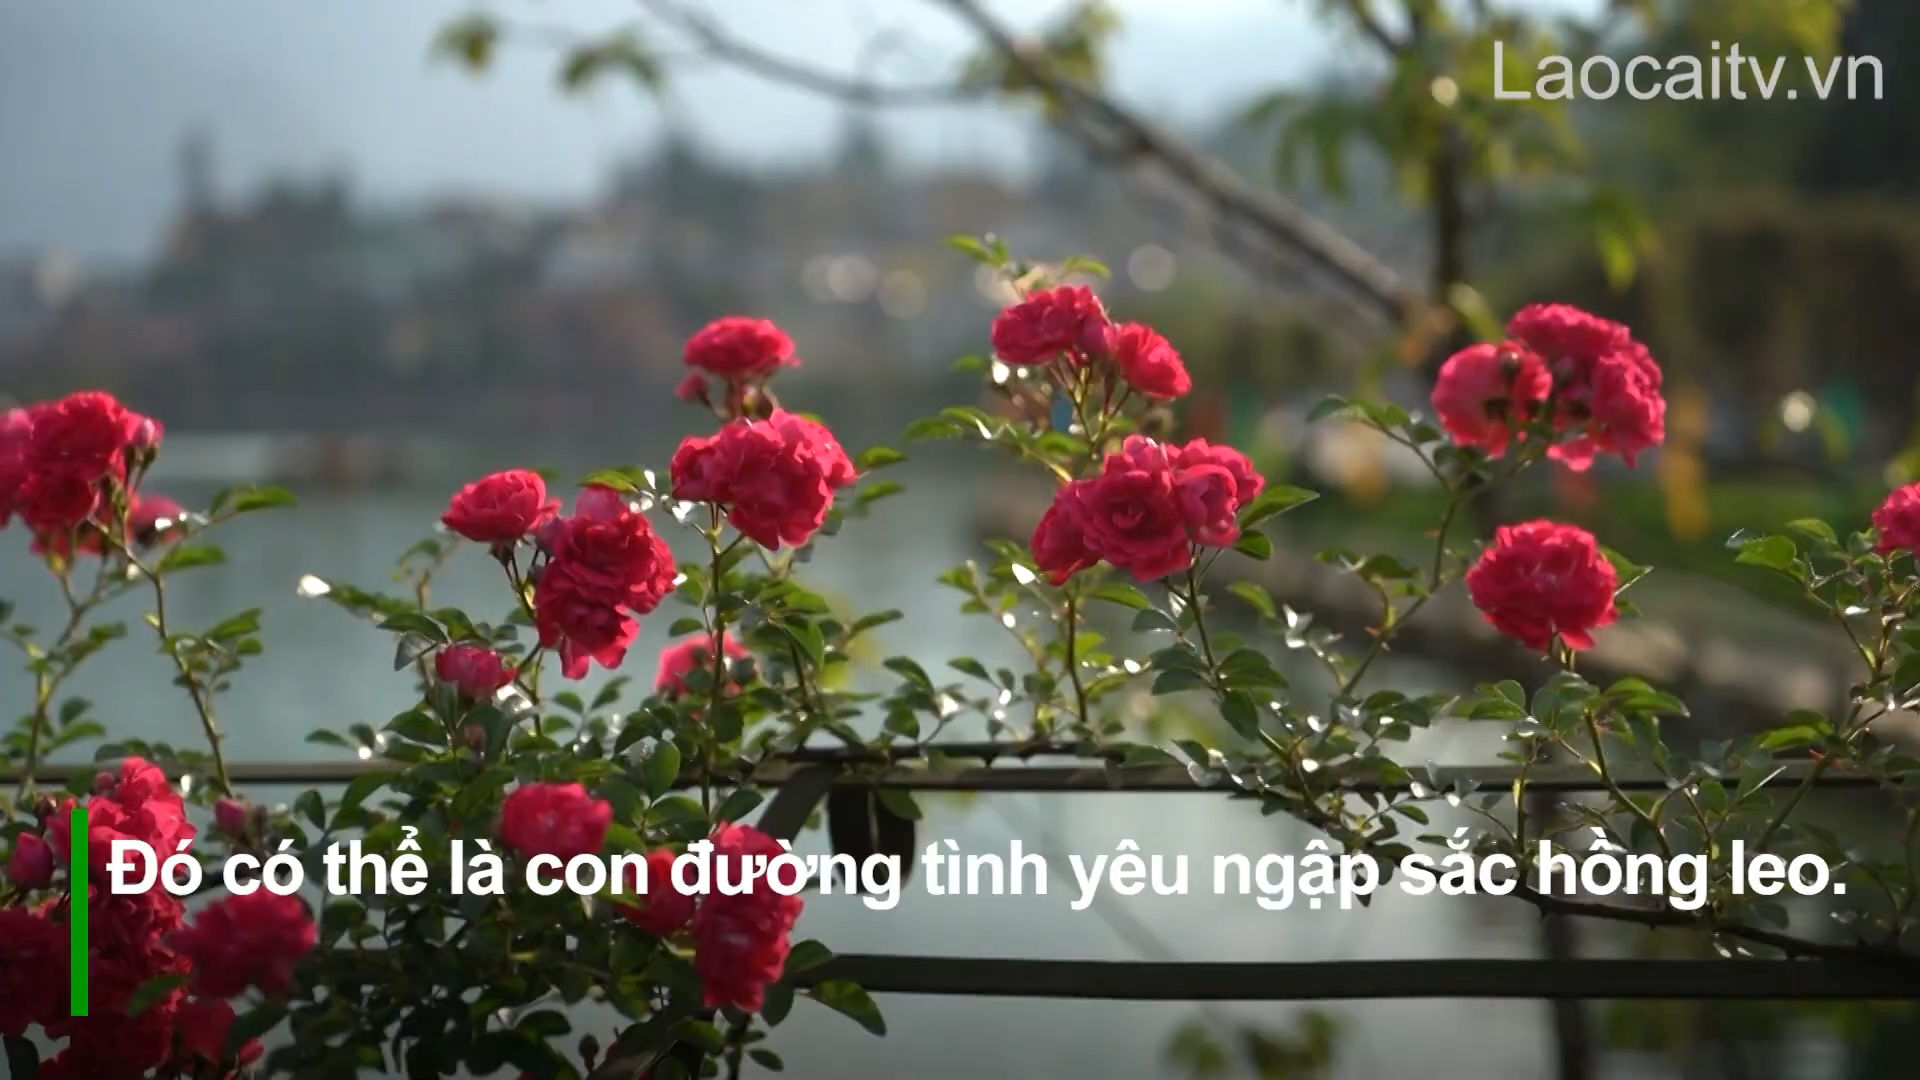 Laocaitv.vn
Đó có thể là con đường tình yêu ngập sắc hồng leo.